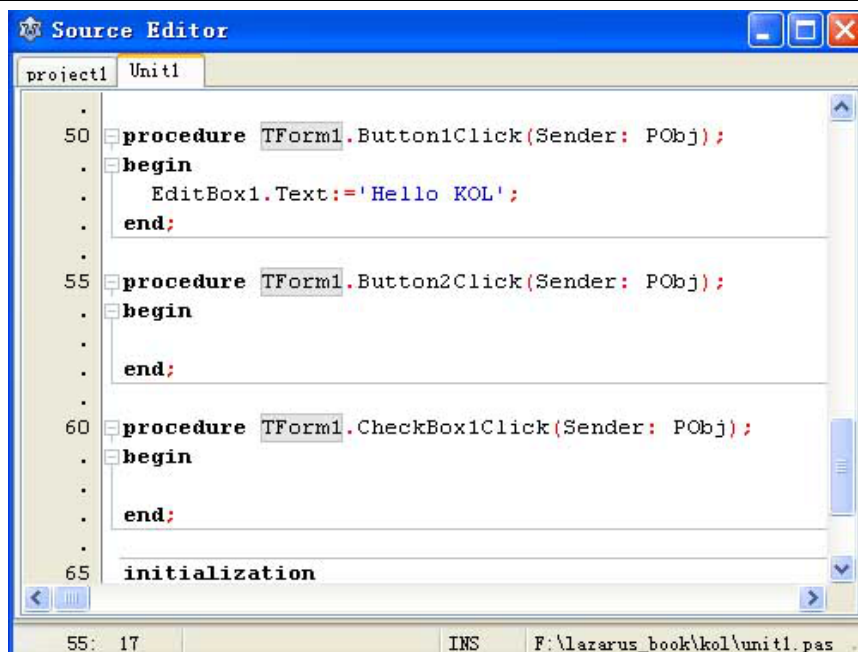 Source Editor
project1 Unit1
.
50 procedure TForm1.Button1Click(Sender: PObj);
. begin
. EditBox1.Text:='Hello KOL';
. end;
.
55 procedure TForm1.Button2Click(Sender: PObj);
. begin
.
. end;
.
60 procedure TForm1.CheckBox1Click(Sender: PObj);
. begin
.
. end;
.
65 initialization
55: 17 INS F:\lazarus_book\kol\unit1.pas